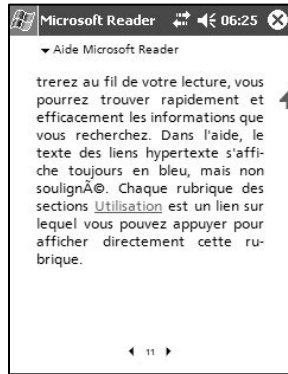 Microsoft Reader 06:25
Aide Microsoft Reader
trerez au fil de votre lecture, vous
pourrez trouver rapidement et
efficacement les informations que
vous recherchez. Dans l'aide, le
texte des liens hypertexte s'affi-
che toujours en bleu, mais non
soulignÃ©. Chaque rubrique des
sections Utilisation est un lien sur
lequel vous pouvez appuyer pour
afficher directement cette ru-
brique.
11